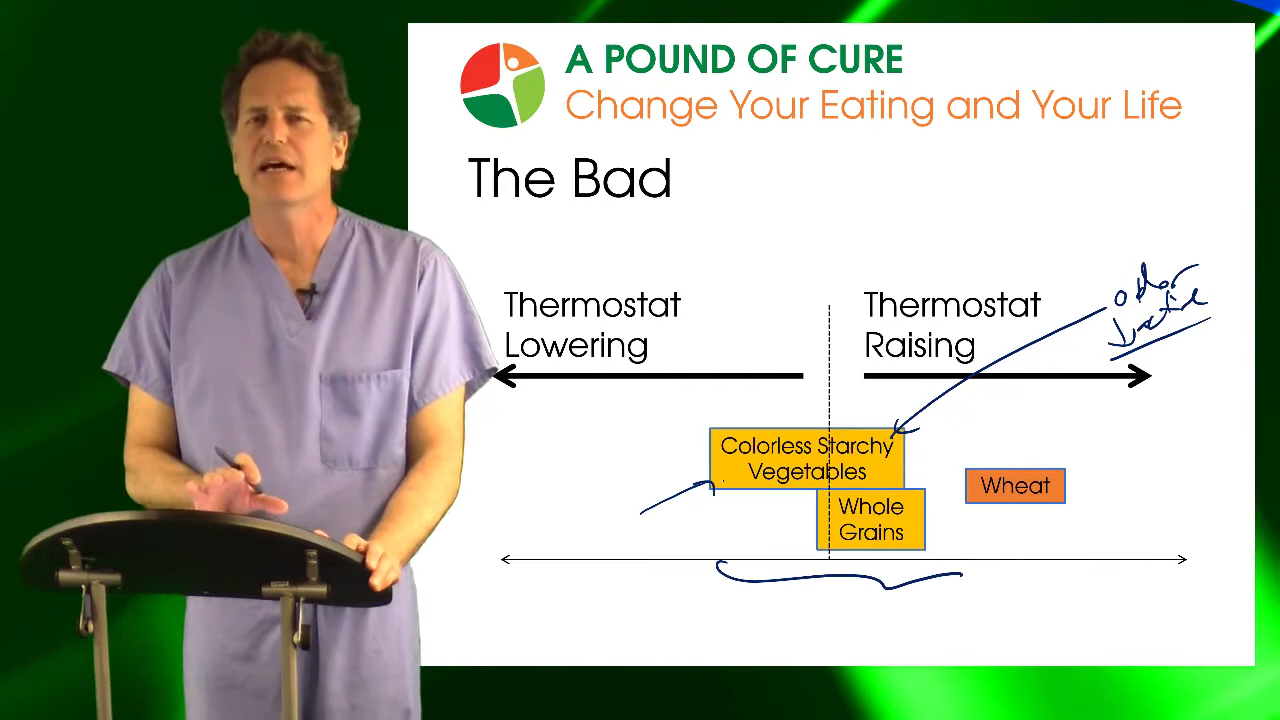 A POUND OF CURE
Change Your Eating and Your Life
The Bad
Thermostat
Lowering
Thermostat
Raising
Colorless Starchy
Vegetables
Whole
Grains
Wheat